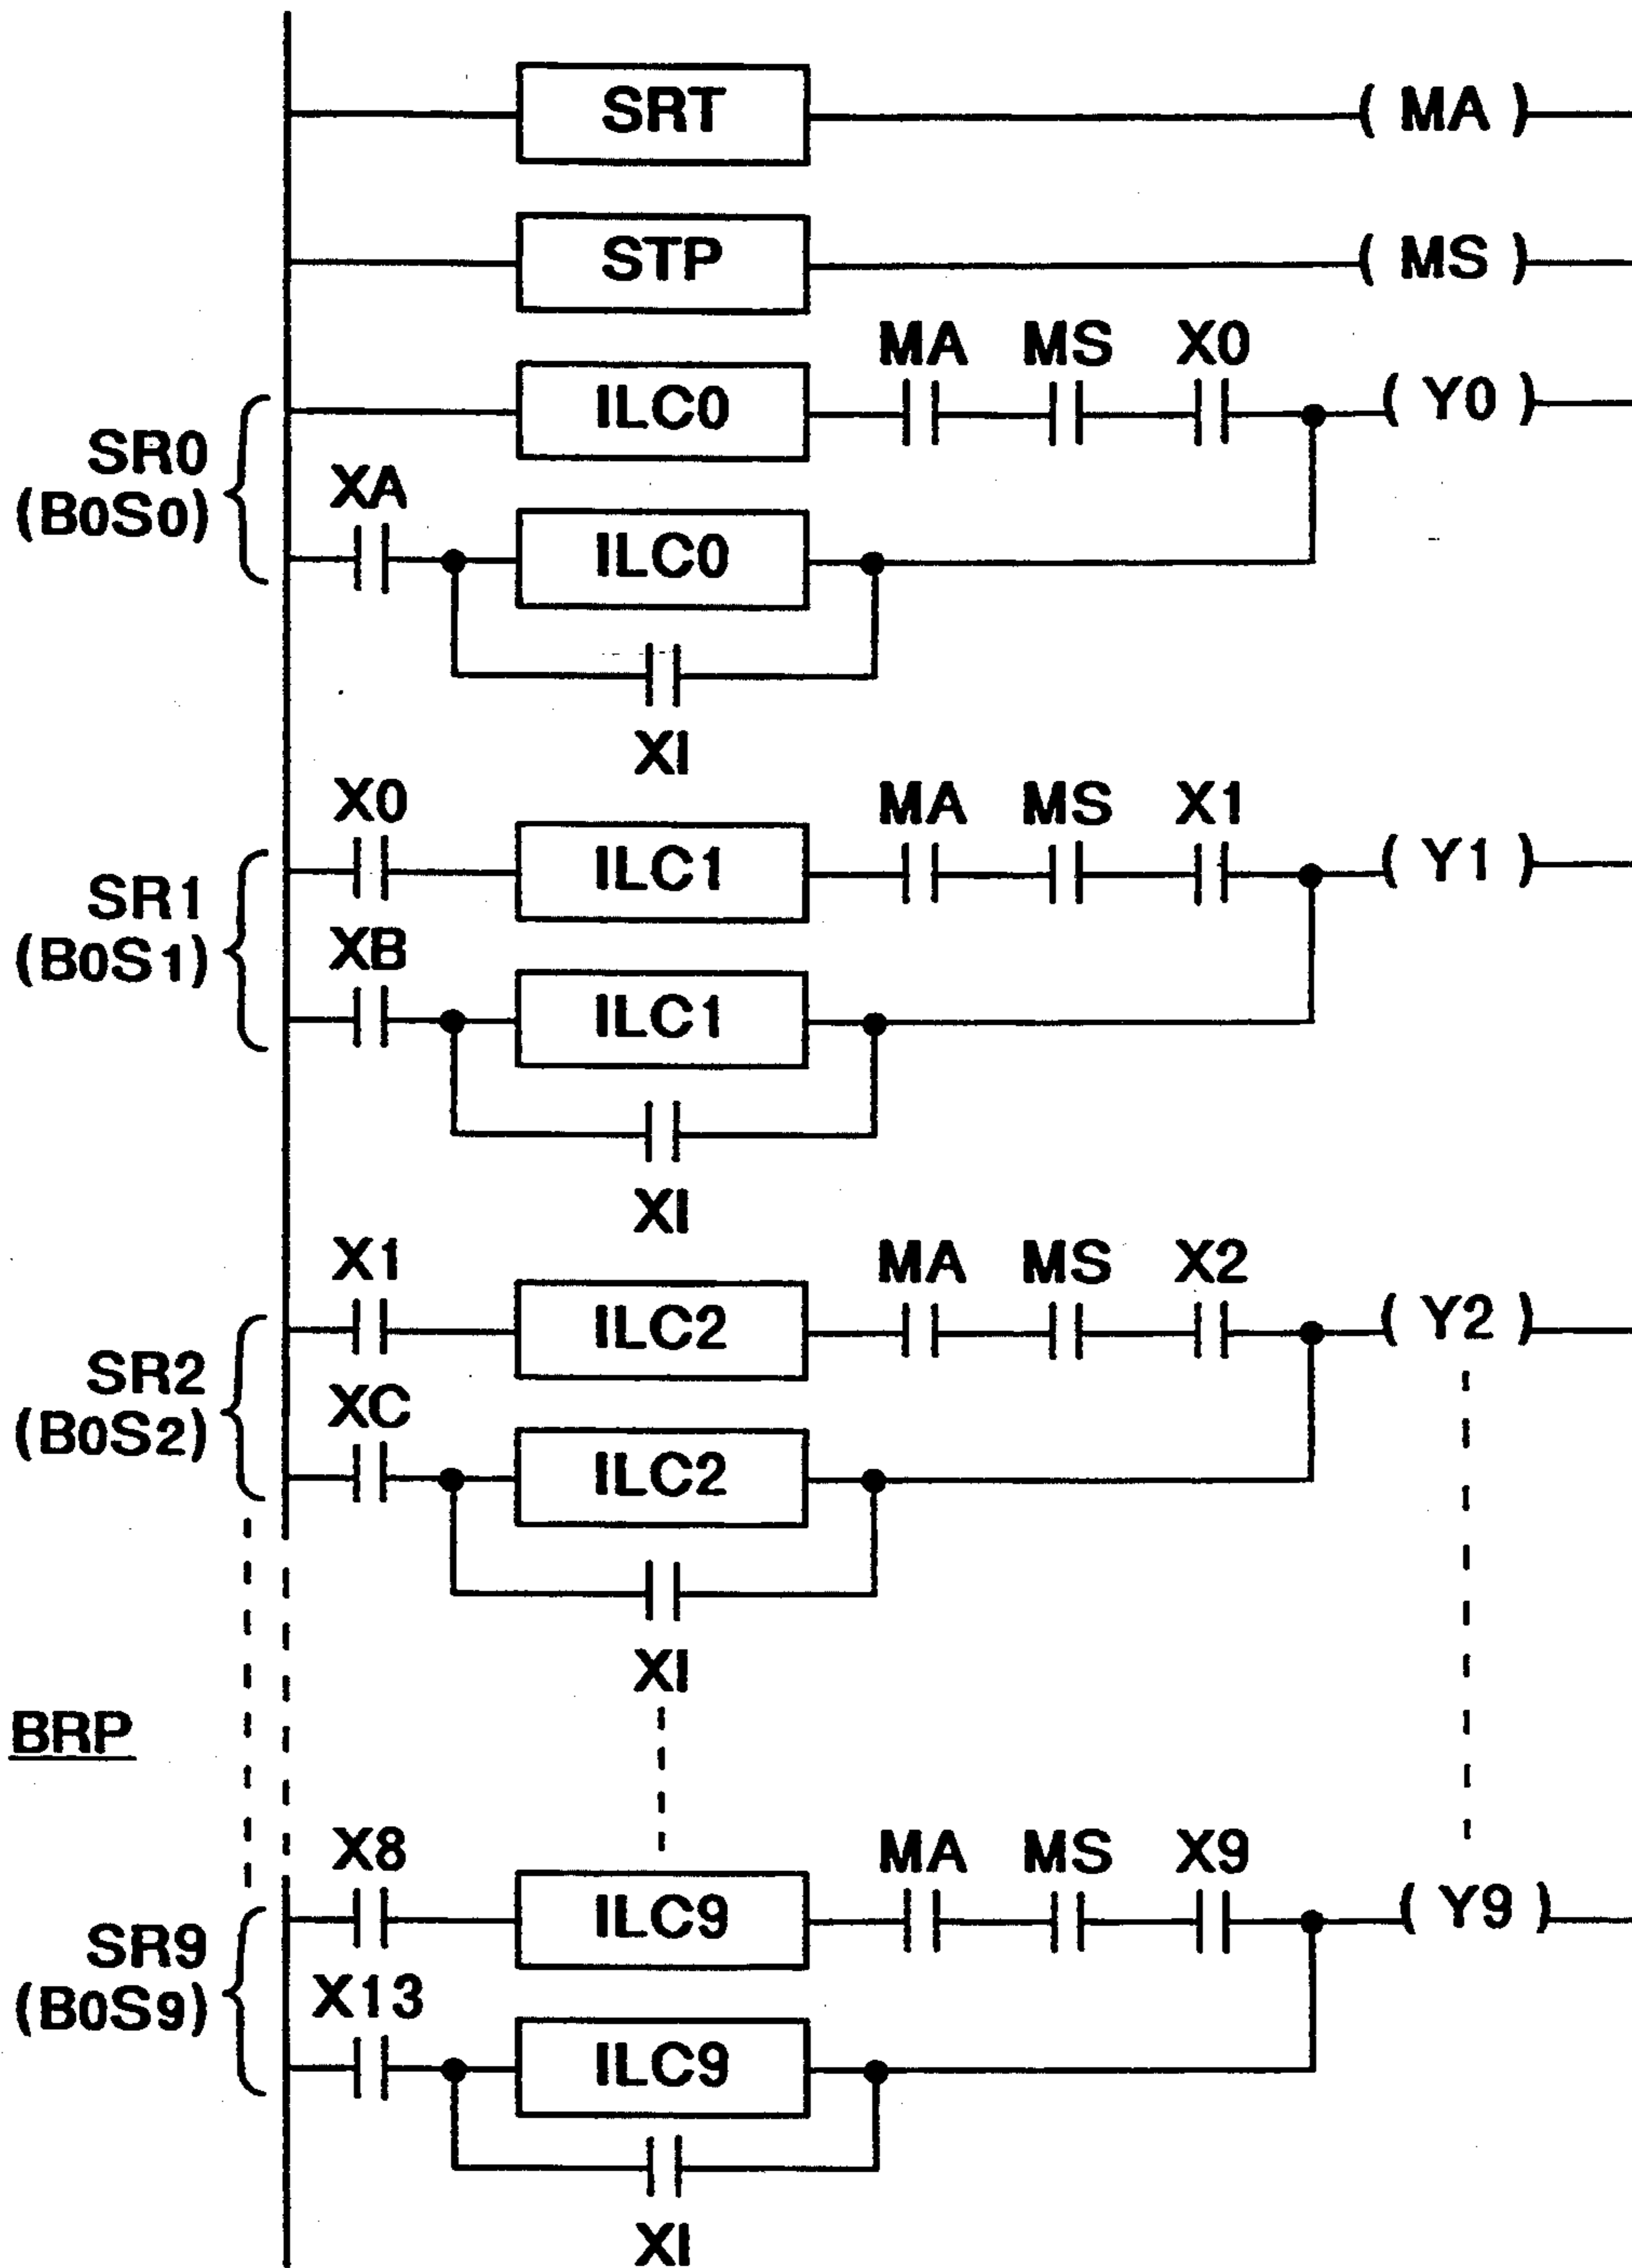 SRT ( MA )
STP ( MS )
MA MS X0
ILC0 ( Y0 )
SR0
(B0S0)
XA
ILC0
XI
X0 MA MS X1
ILC1 ( Y1 )
SR1
(B0S1)
XB
ILC1
XI
X1 MA MS X2
ILC2 ( Y2 )
SR2
(B0S2)
XC
ILC2
XI
BRP
X8 MA MS X9
ILC9 ( Y9 )
SR9
(B0S9)
X13
ILC9
XI